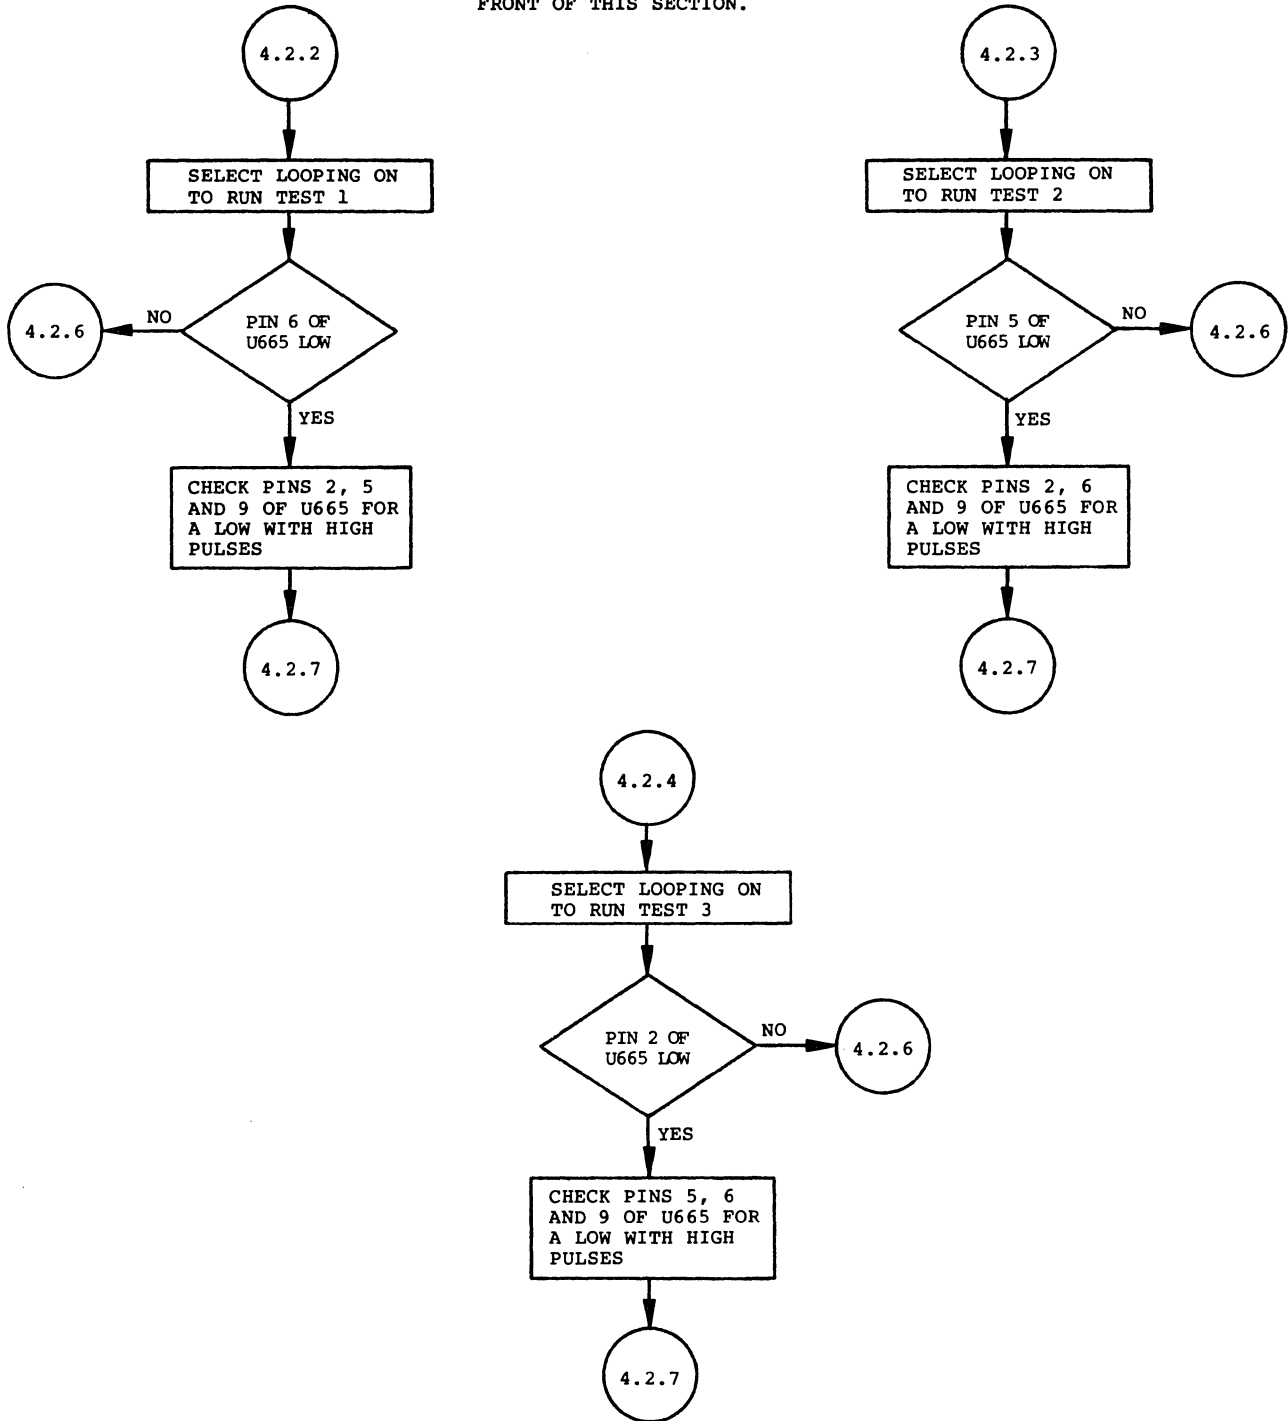 FRONT OF THIS SECTION.
4.2.2
SELECT LOOPING ON
TO RUN TEST 1
PIN 6 OF
U665 LOW
NO
4.2.6
YES
CHECK PINS 2, 5
AND 9 OF U665 FOR
A LOW WITH HIGH
PULSES
4.2.7
4.2.3
SELECT LOOPING ON
TO RUN TEST 2
PIN 5 OF
U665 LOW
NO
4.2.6
YES
CHECK PINS 2, 6
AND 9 OF U665 FOR
A LOW WITH HIGH
PULSES
4.2.7
4.2.4
SELECT LOOPING ON
TO RUN TEST 3
PIN 2 OF
U665 LOW
NO
4.2.6
YES
CHECK PINS 5, 6
AND 9 OF U665 FOR
A LOW WITH HIGH
PULSES
4.2.7